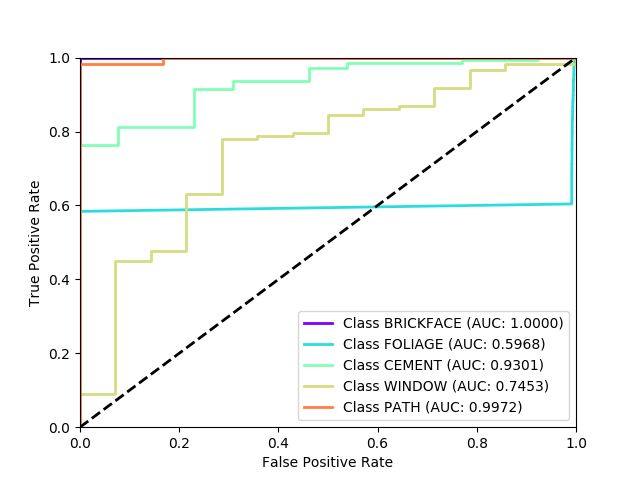 1.0
0.8
0.6
0.4
0.2
0.0
True Positive Rate
Class BRICKFACE (AUC: 1.0000)
Class FOLIAGE (AUC: 0.5968)
Class CEMENT (AUC: 0.9301)
Class WINDOW (AUC: 0.7453)
Class PATH (AUC: 0.9972)
0.0 0.2 0.4 0.6 0.8 1.0
False Positive Rate